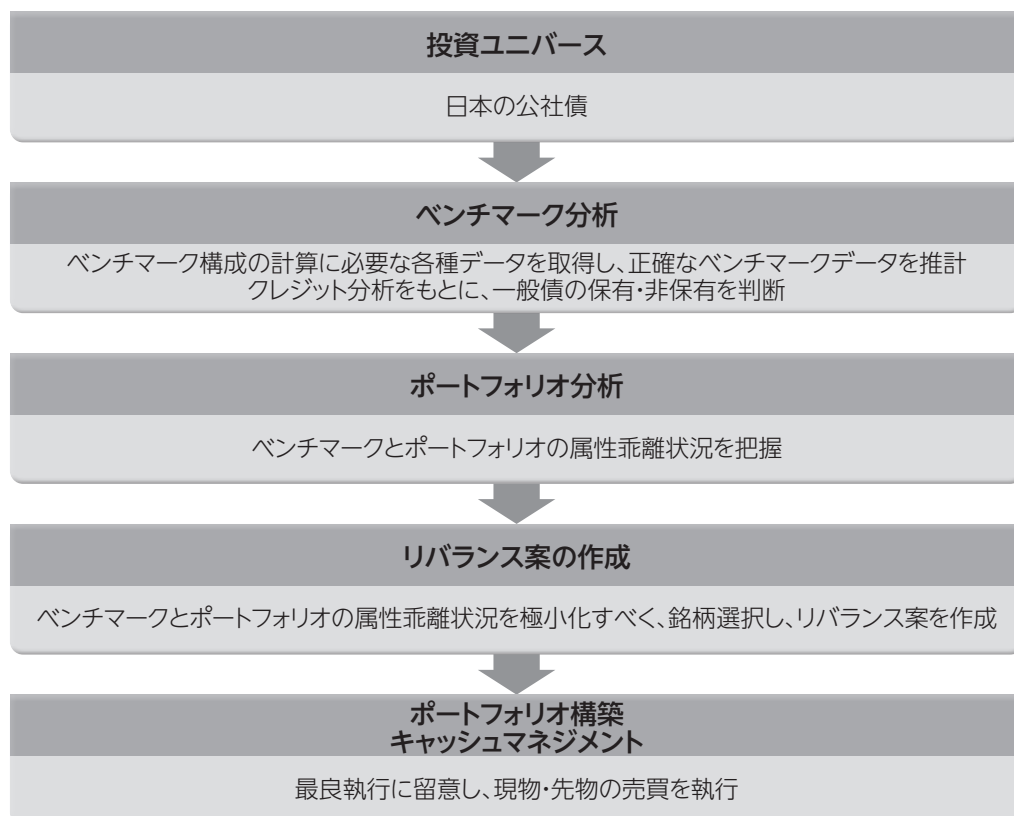 投資ユニバース
日本の公社債
ベンチマーク分析
ベンチマーク構成の計算に必要な各種データを取得し、正確なベンチマークデータを推計
クレジット分析をもとに、一般債の保有・非保有を判断
ポートフォリオ分析
ベンチマークとポートフォリオの属性乖離状況を把握
リバランス案の作成
ベンチマークとポートフォリオの属性乖離状況を極小化すべく、銘柄選択し、リバランス案を作成
ポートフォリオ構築
キャッシュマネジメント
最良執行に留意し、現物・先物の売買を執行